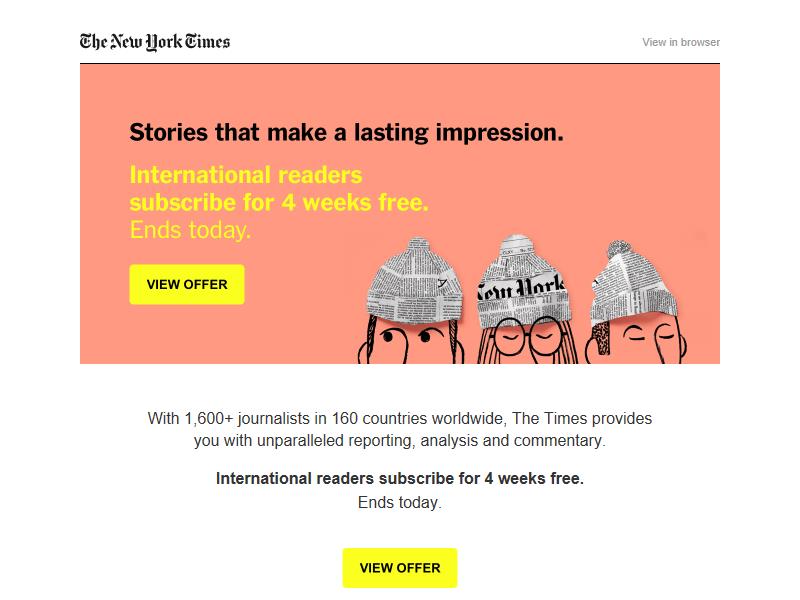 The New York Times
View in browser
Stories that make a lasting impression.
International readers
subscribe for 4 weeks free.
Ends today.
VIEW OFFER
New York
With 1,600+ journalists in 160 countries worldwide, The Times provides
you with unparalleled reporting, analysis and commentary.
International readers subscribe for 4 weeks free.
Ends today.
VIEW OFFER